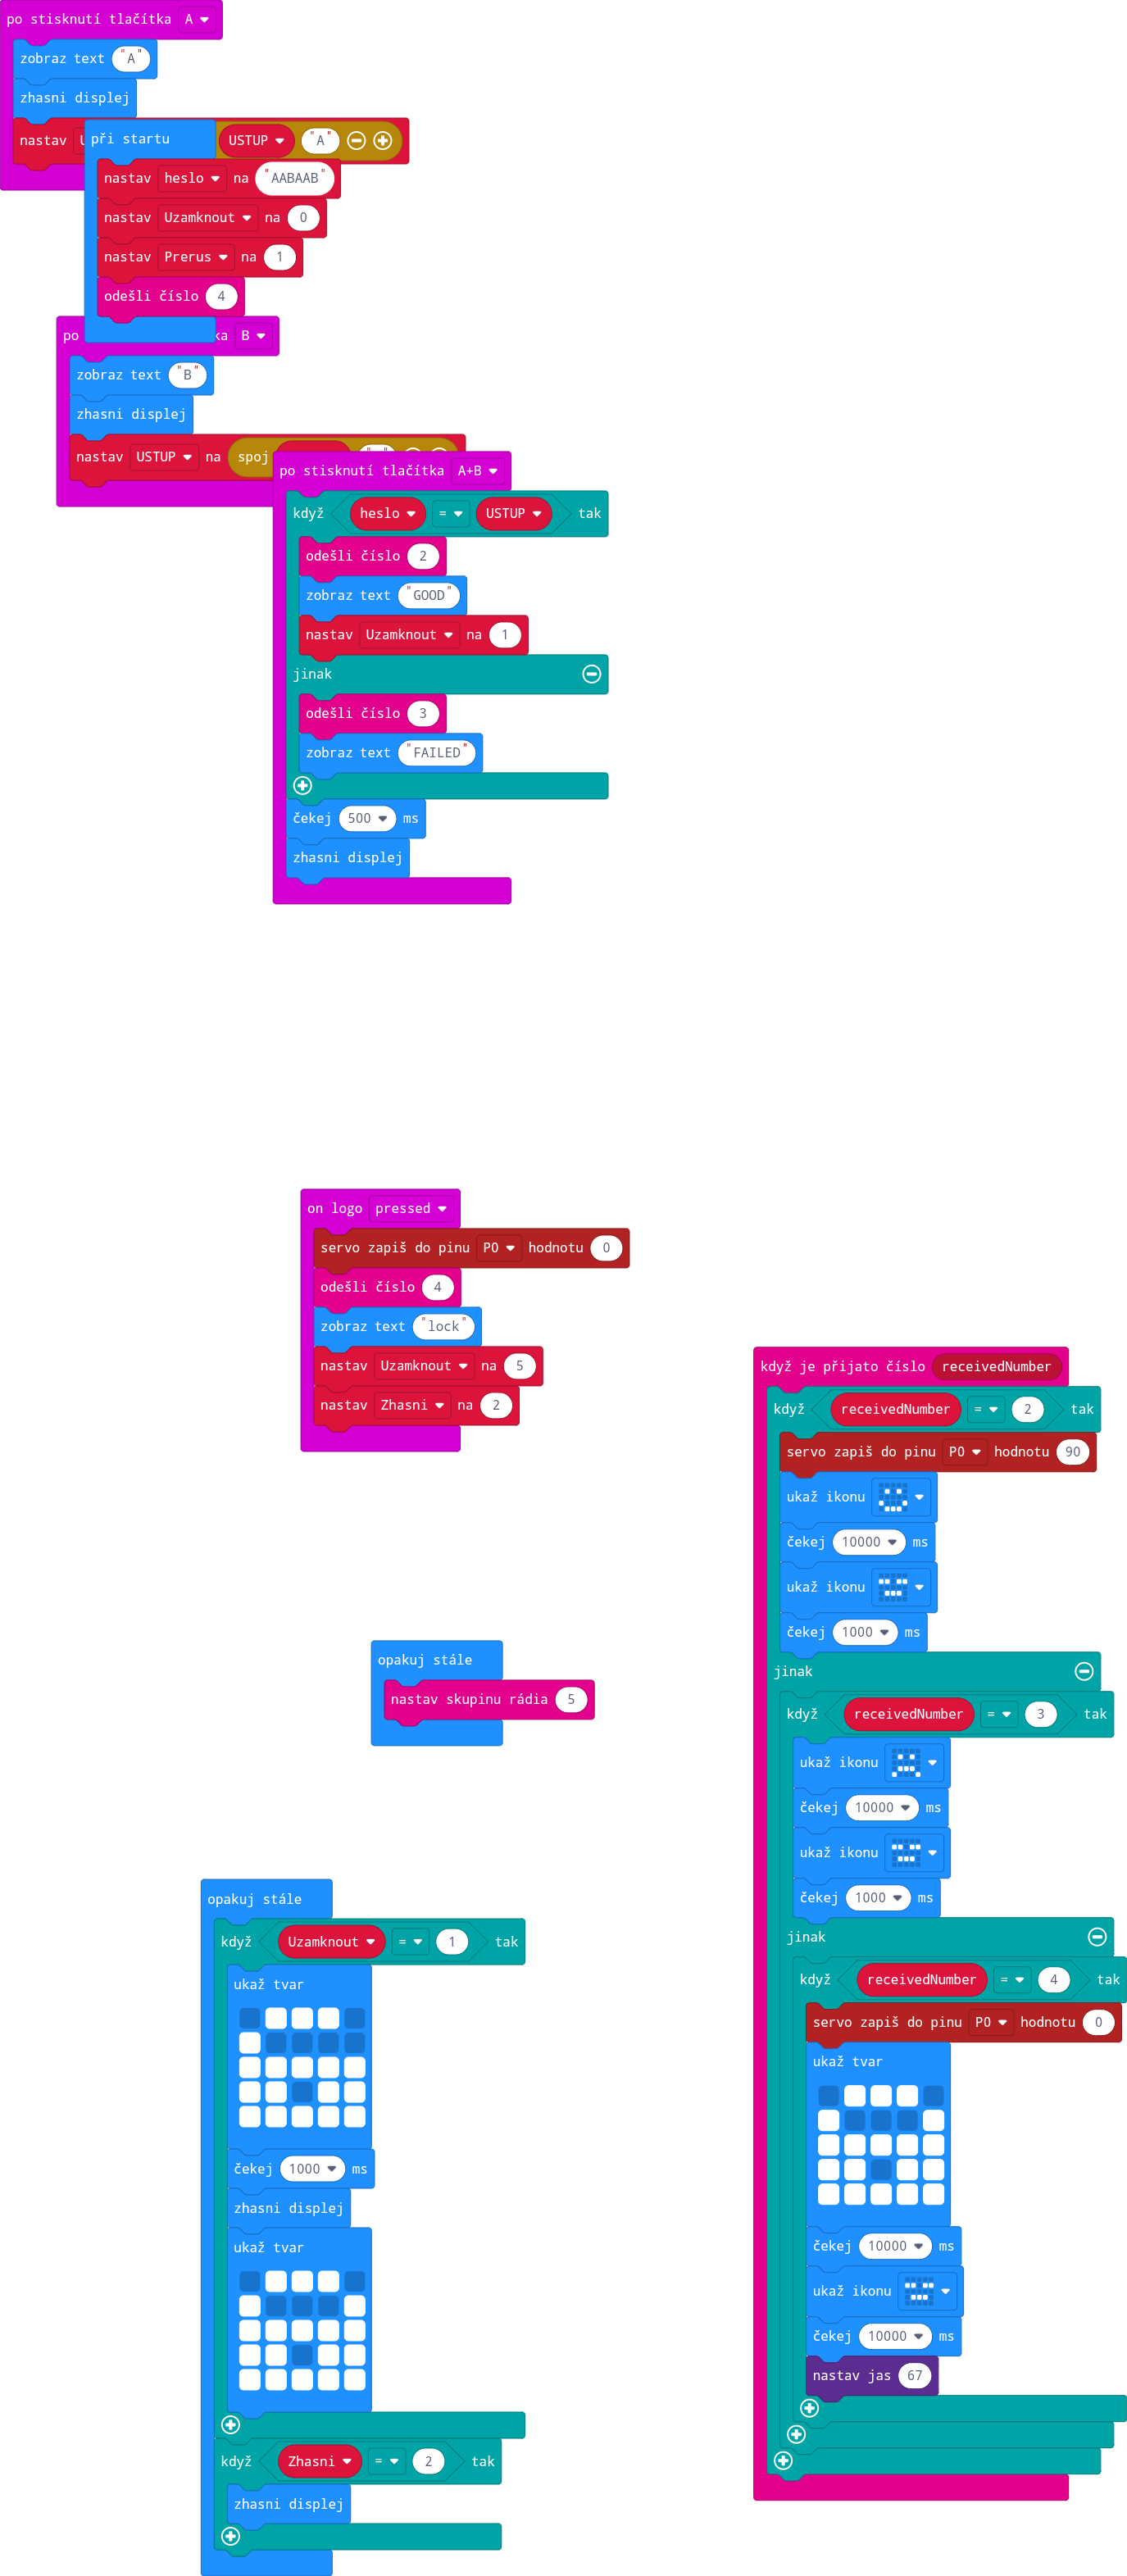 po stisknutí tlačítka A
zobraz text "A"
zhasni displej
nastav USTUP "A"
při startu
nastav heslo na "AABAAB"
nastav Uzamknout na 0
nastav Prerus na 1
odešli číslo 4
po ka B
zobraz text "B"
zhasni displej
nastav USTUP na spoj
po stisknutí tlačítka A+B
když heslo = USTUP tak
odešli číslo 2
zobraz text "GOOD"
nastav Uzamknout na 1
jinak
odešli číslo 3
zobraz text "FAILED"
čekej 500 ms
zhasni displej
on logo pressed
servo zapiš do pinu P0 hodnotu 0
odešli číslo 4
zobraz text "lock"
nastav Uzamknout na 5
nastav Zhasni na 2
když je přijato číslo receivedNumber
když receivedNumber = 2 tak
servo zapiš do pinu P0 hodnotu 90
ukaž ikonu
čekej 10000 ms
ukaž ikonu
čekej 1000 ms
jinak
když receivedNumber = 3 tak
ukaž ikonu
čekej 10000 ms
ukaž ikonu
čekej 1000 ms
jinak
když receivedNumber = 4 tak
servo zapiš do pinu P0 hodnotu 0
ukaž tvar
čekej 10000 ms
ukaž ikonu
čekej 10000 ms
nastav jas 67
opakuj stále
nastav skupinu rádia 5
opakuj stále
když Uzamknout = 1 tak
ukaž tvar
čekej 1000 ms
zhasni displej
ukaž tvar
když Zhasni = 2 tak
zhasni displej